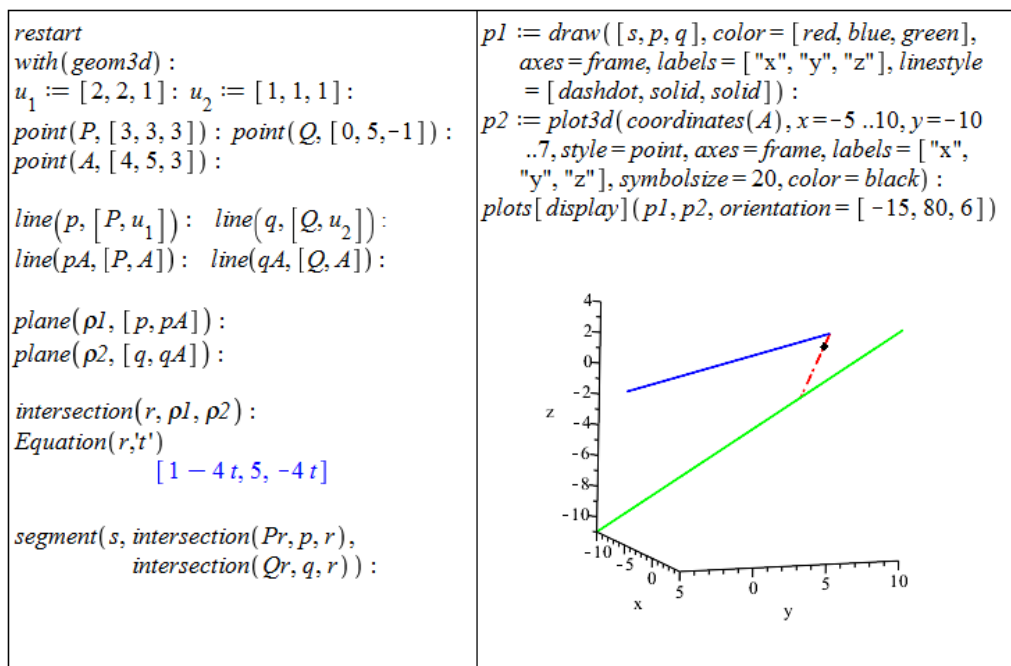 restart
with(geom3d) :
u₁ := [2, 2, 1] : u₂ := [1, 1, 1] :
point(P, [3, 3, 3]) : point(Q, [0, 5,-1]) :
point(A, [4, 5, 3]) :
line(p, [P, u₁]) : line(q, [Q, u₂]) :
line(pA, [P, A]) : line(qA, [Q, A]) :
plane(ρ1, [p, pA]) :
plane(ρ2, [q, qA]) :
intersection(r, ρ1, ρ2) :
Equation(r,'t')
[1 − 4 t, 5, −4 t]
segment(s, intersection(Pr, p, r),
intersection(Qr, q, r)) :
p1 := draw([s, p, q], color = [red, blue, green],
axes = frame, labels = ["x", "y", "z"], linestyle
= [dashdot, solid, solid]) :
p2 := plot3d(coordinates(A), x = −5 ..10, y = −10
..7, style = point, axes = frame, labels = ["x",
"y", "z"], symbolsize = 20, color = black) :
plots[display](p1, p2, orientation = [ −15, 80, 6])
4
2
0
−2
z
−4
−6
−8
−10
−10
−5
0
5
x
0
5
10
y